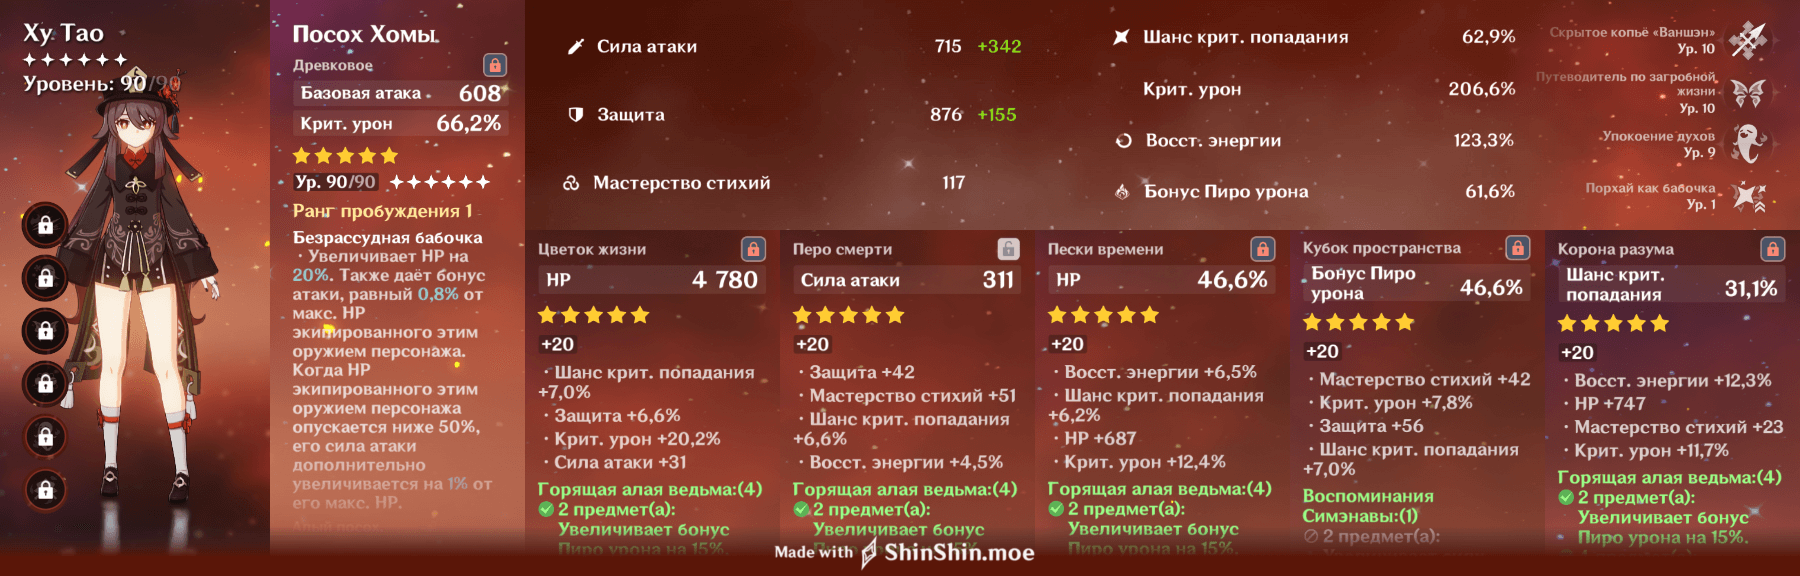 Ху Тао
Уровень: 90/90
Посох Хомы
Древковое
Базовая атака 608
Крит. урон 66,2%
Ур. 90/90
Ранг пробуждения 1
Безрассудная бабочка
· Увеличивает HP на
20%. Также даёт бонус
атаки, равный 0,8% от
макс. HP
экипированного этим
оружием персонажа.
Когда HP
экипированного этим
оружием персонажа
опускается ниже 50%,
его сила атаки
дополнительно
увеличивается на 1% от
его макс. HP.
Сила атаки 715 +342
Защита 876 +155
Мастерство стихий 117
Шанс крит. попадания 62,9%
Крит. урон 206,6%
Восст. энергии 123,3%
Бонус Пиро урона 61,6%
Скрытое копьё «Ваншэн»
Ур. 10
Путеводитель по загробной
жизни
Ур. 10
Упокоение духов
Ур. 9
Порхай как бабочка
Ур. 1
Цветок жизни
HP 4 780
+20
· Шанс крит. попадания
+7,0%
· Защита +6,6%
· Крит. урон +20,2%
· Сила атаки +31
Горящая алая ведьма:(4)
2 предмет(а):
Увеличивает бонус
Пиро урона на 15%.
Перо смерти
Сила атаки 311
+20
· Защита +42
· Мастерство стихий +51
· Шанс крит. попадания
+6,6%
· Восст. энергии +4,5%
Горящая алая ведьма:(4)
2 предмет(а):
Увеличивает бонус
Пески времени
HP 46,6%
+20
· Восст. энергии +6,5%
· Шанс крит. попадания
+6,2%
· HP +687
· Крит. урон +12,4%
Горящая алая ведьма:(4)
2 предмет(а):
Увеличивает бонус
Пиро урона на 15%.
Кубок пространства
Бонус Пиро
урона 46,6%
+20
· Мастерство стихий +42
· Крит. урон +7,8%
· Защита +56
· Шанс крит. попадания
+7,0%
Воспоминания
Симэнавы:(1)
2 предмет(а):
Корона разума
Шанс крит.
попадания 31,1%
+20
· Восст. энергии +12,3%
· HP +747
· Мастерство стихий +23
· Крит. урон +11,7%
Горящая алая ведьма:(4)
2 предмет(а):
Увеличивает бонус
Пиро урона на 15%.
Made with ShinShin.moe